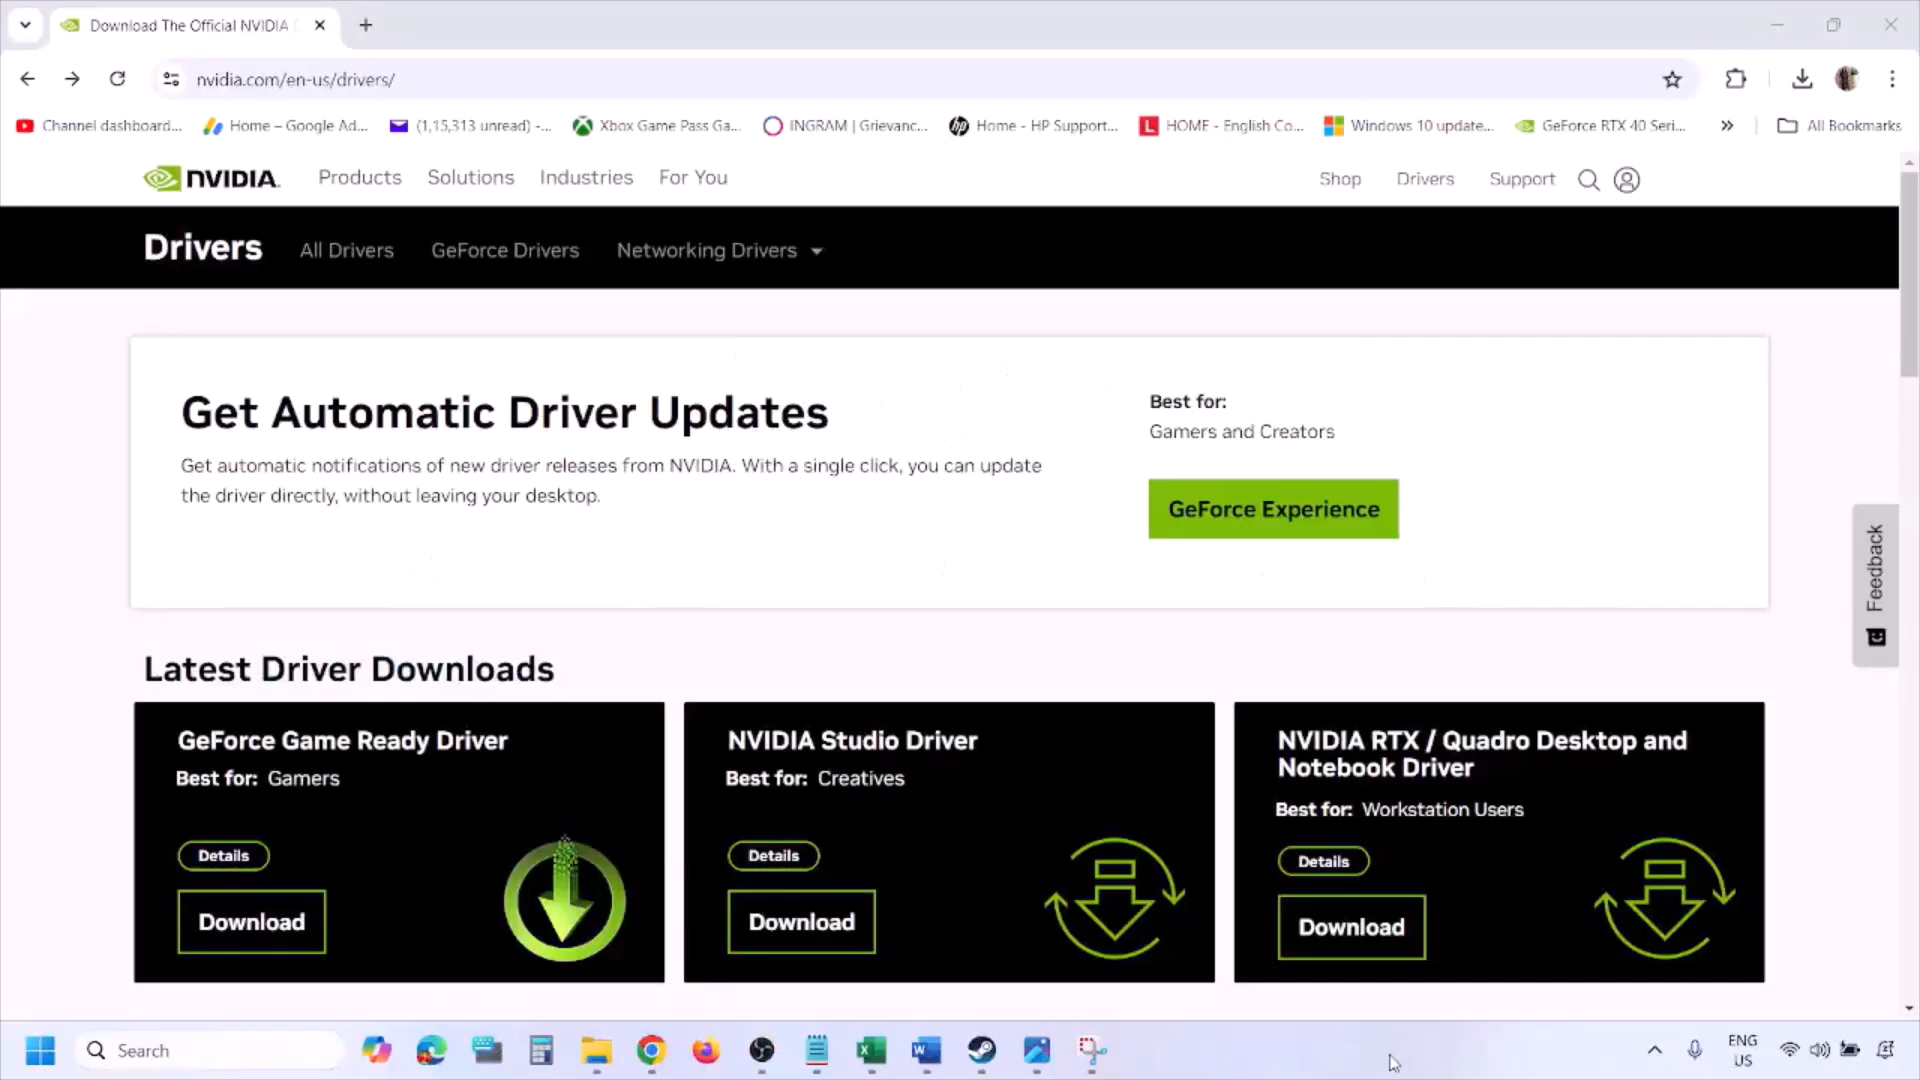 Download The Official NVIDIA
nvidia.com/en-us/drivers/
Channel dashboard...
Home – Google Ad...
(1,15,313 unread) -...
Xbox Game Pass Ga...
INGRAM | Grievanc...
Home - HP Support...
HOME - English Co...
Windows 10 update...
GeForce RTX 40 Seri...
All Bookmarks
NVIDIA.
Products
Solutions
Industries
For You
Shop
Drivers
Support
Drivers
All Drivers
GeForce Drivers
Networking Drivers
Get Automatic Driver Updates
Get automatic notifications of new driver releases from NVIDIA. With a single click, you can update
the driver directly, without leaving your desktop.
Best for:
Gamers and Creators
GeForce Experience
Feedback
Latest Driver Downloads
GeForce Game Ready Driver
Best for: Gamers
Details
Download
NVIDIA Studio Driver
Best for: Creatives
Details
Download
NVIDIA RTX / Quadro Desktop and
Notebook Driver
Best for: Workstation Users
Details
Download
Search
ENG
US